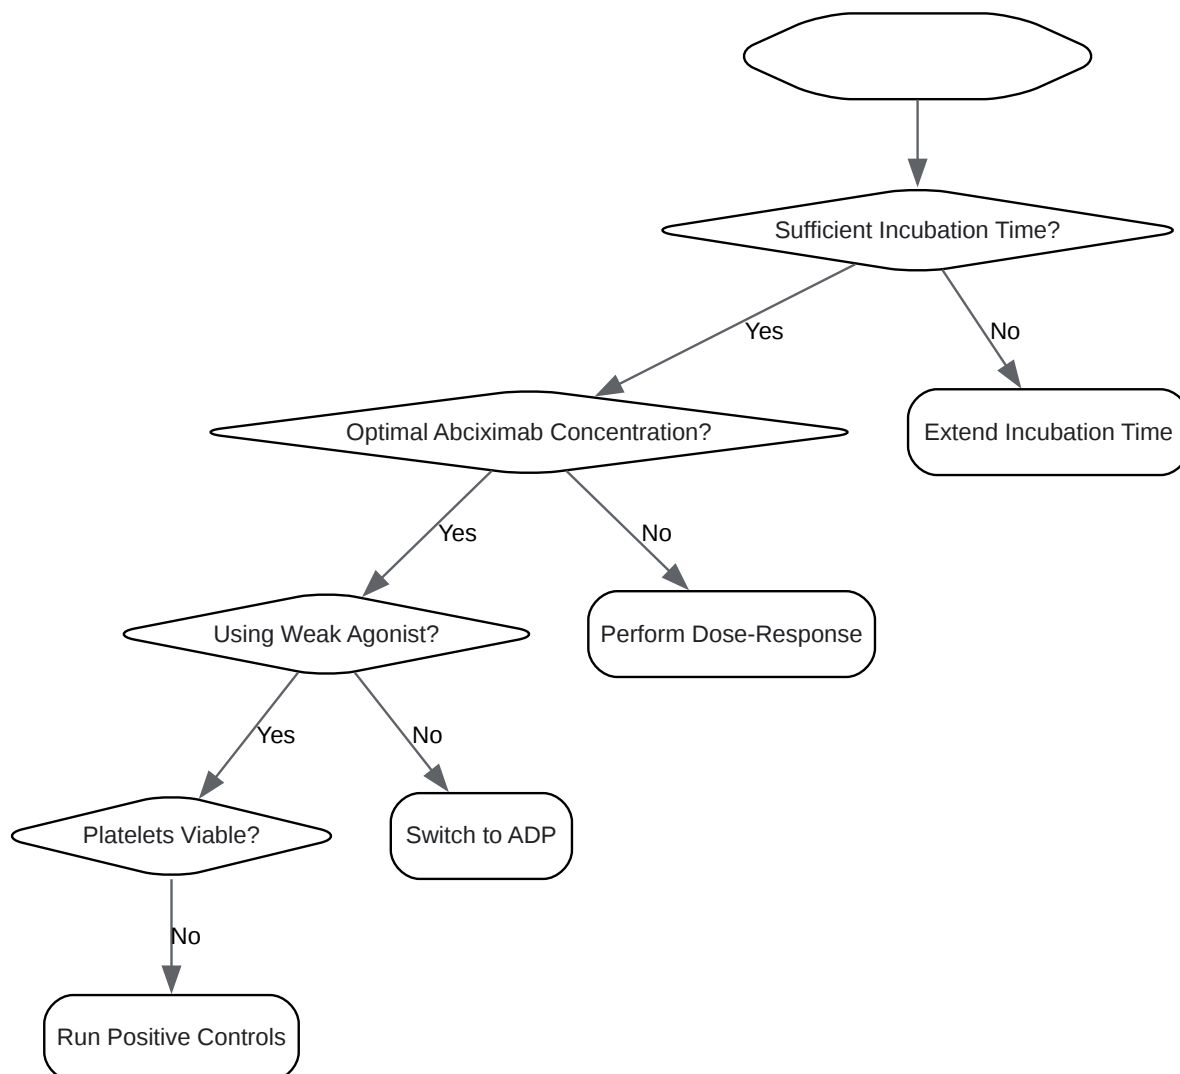 Sufficient Incubation Time?
Yes
No
Optimal Abciximab Concentration?
Extend Incubation Time
Yes
No
Using Weak Agonist?
Perform Dose-Response
Yes
No
Platelets Viable?
Switch to ADP
No
Run Positive Controls